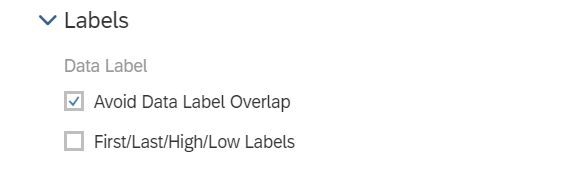 Labels
Data Label
Avoid Data Label Overlap
First/Last/High/Low Labels